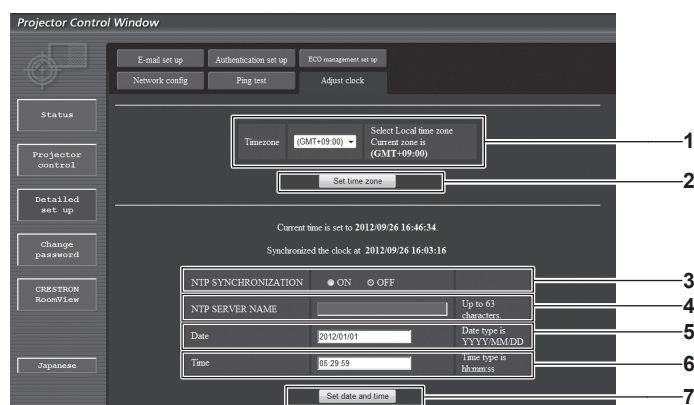 Projector Control Window
E-mail set up
Authentication set up
ECO management set up
Network config
Ping test
Adjust clock
Status
Projector
control
Detailed
set up
Change
password
CRESTRON
RoomView
Japanese
Timezone
(GMT+09:00)
Select Local time zone
Current zone is
(GMT+09:00)
1
Set time zone
2
Current time is set to 2012/09/26 16:46:34.
Synchronized the clock at 2012/09/26 16:03:16
NTP SYNCHRONIZATION
ON
OFF
3
NTP SERVER NAME
Up to 63
characters.
4
Date
2012/01/01
Date type is
YYYY/MM/DD
5
Time
05:29:59
Time type is
hh:mm:ss
6
Set date and time
7